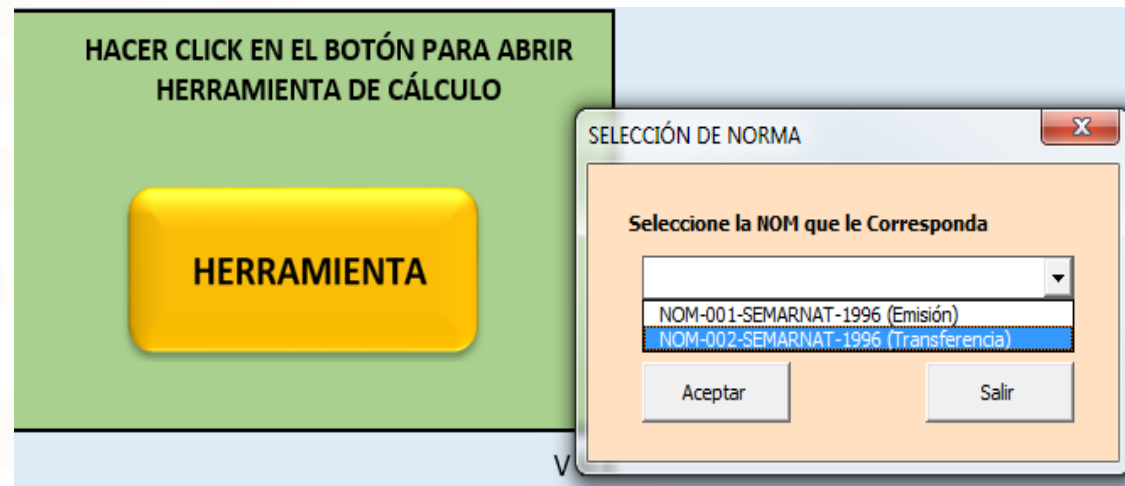 HACER CLICK EN EL BOTÓN PARA ABRIR
HERRAMIENTA DE CÁLCULO
HERRAMIENTA
SELECCIÓN DE NORMA
X
Seleccione la NOM que le Corresponda
NOM-001-SEMARNAT-1996 (Emisión)
NOM-002-SEMARNAT-1996 (Transferencia)
Aceptar
Salir
V